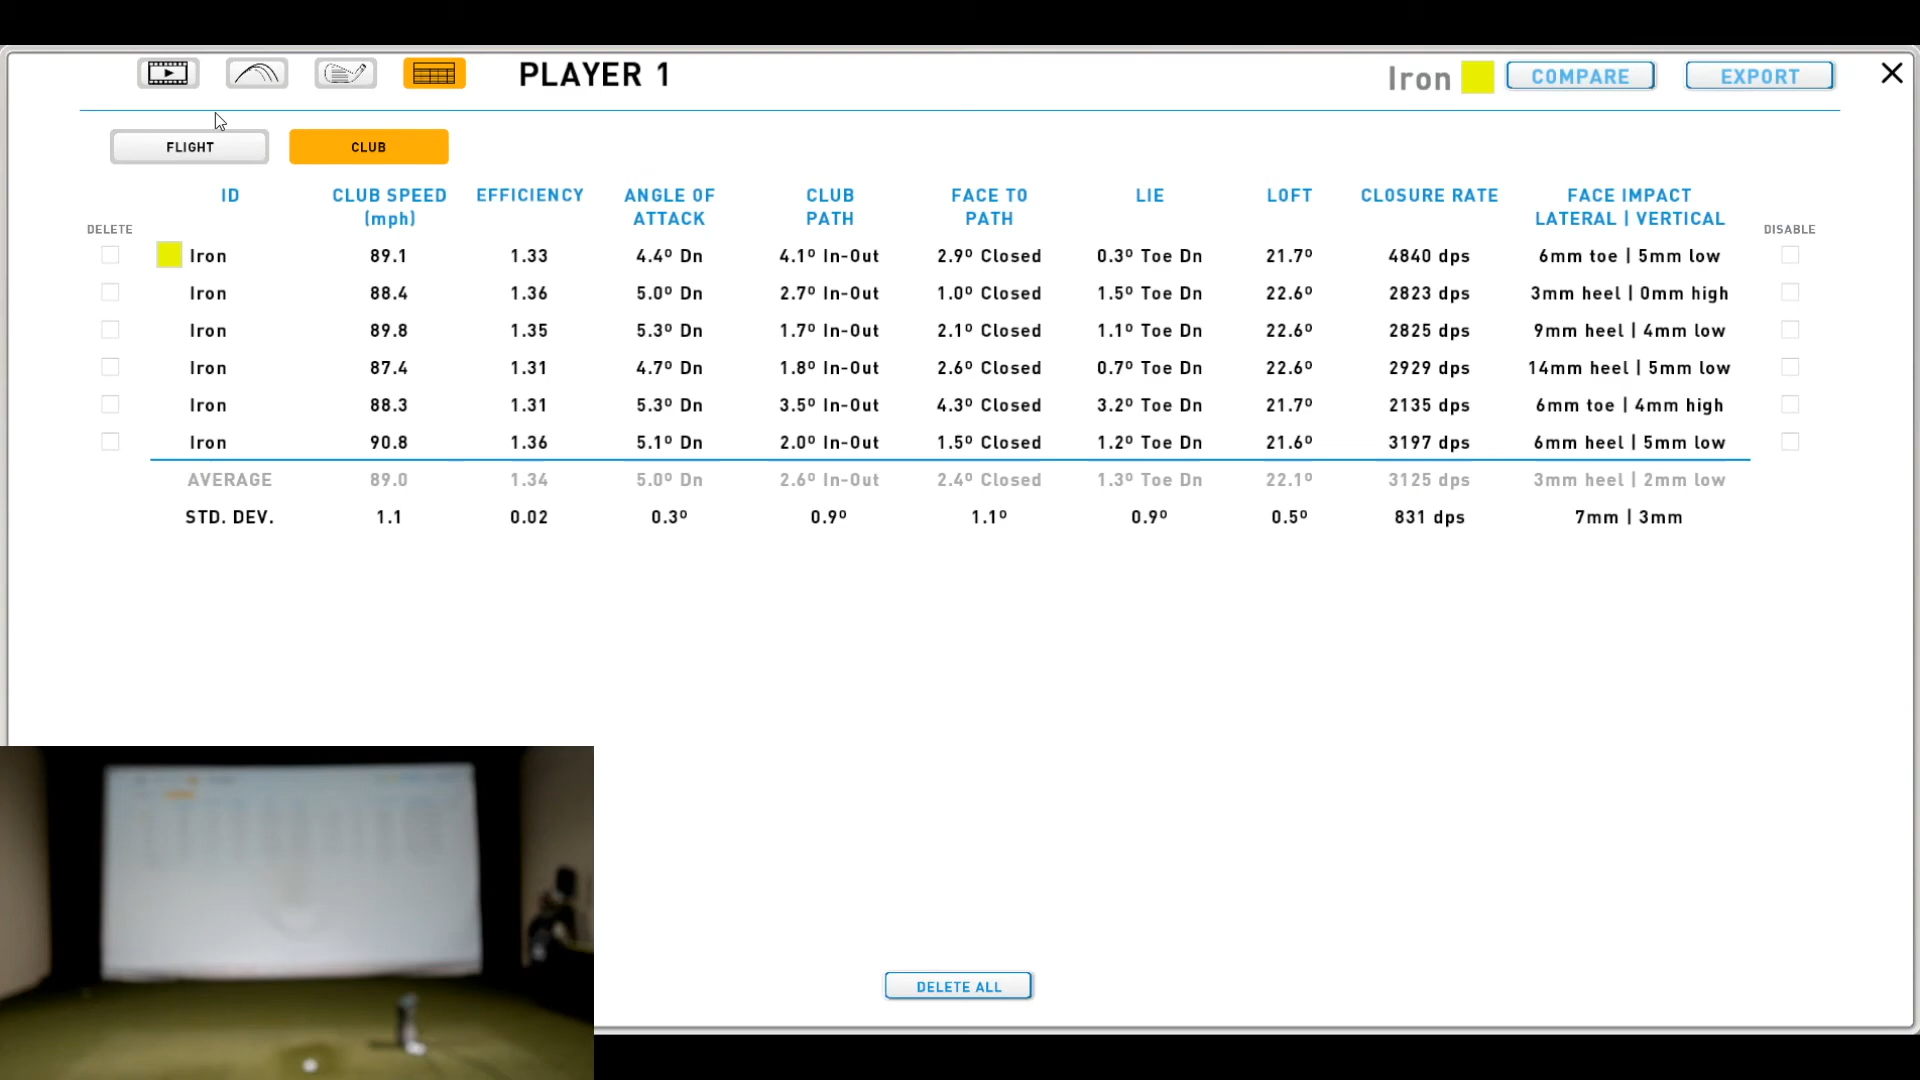 PLAYER 1 Iron COMPARE EXPORT
FLIGHT CLUB
ID CLUB SPEED (mph) EFFICIENCY ANGLE OF ATTACK CLUB PATH FACE TO PATH LIE LOFT CLOSURE RATE FACE IMPACT LATERAL | VERTICAL
DELETE DISABLE
Iron 89.1 1.33 4.4º Dn 4.1º In-Out 2.9º Closed 0.3º Toe Dn 21.7º 4840 dps 6mm toe | 5mm low
Iron 88.4 1.36 5.0º Dn 2.7º In-Out 1.0º Closed 1.5º Toe Dn 22.6º 2823 dps 3mm heel | 0mm high
Iron 89.8 1.35 5.3º Dn 1.7º In-Out 2.1º Closed 1.1º Toe Dn 22.6º 2825 dps 9mm heel | 4mm low
Iron 87.4 1.31 4.7º Dn 1.8º In-Out 2.6º Closed 0.7º Toe Dn 22.6º 2929 dps 14mm heel | 5mm low
Iron 88.3 1.31 5.3º Dn 3.5º In-Out 4.3º Closed 3.2º Toe Dn 21.7º 2135 dps 6mm toe | 4mm high
Iron 90.8 1.36 5.1º Dn 2.0º In-Out 1.5º Closed 1.2º Toe Dn 21.6º 3197 dps 6mm heel | 5mm low
AVERAGE 89.0 1.34 5.0º Dn 2.6º In-Out 2.4º Closed 1.3º Toe Dn 22.1º 3125 dps 3mm heel | 2mm low
STD. DEV. 1.1 0.02 0.3º 0.9º 1.1º 0.9º 0.5º 831 dps 7mm | 3mm
DELETE ALL